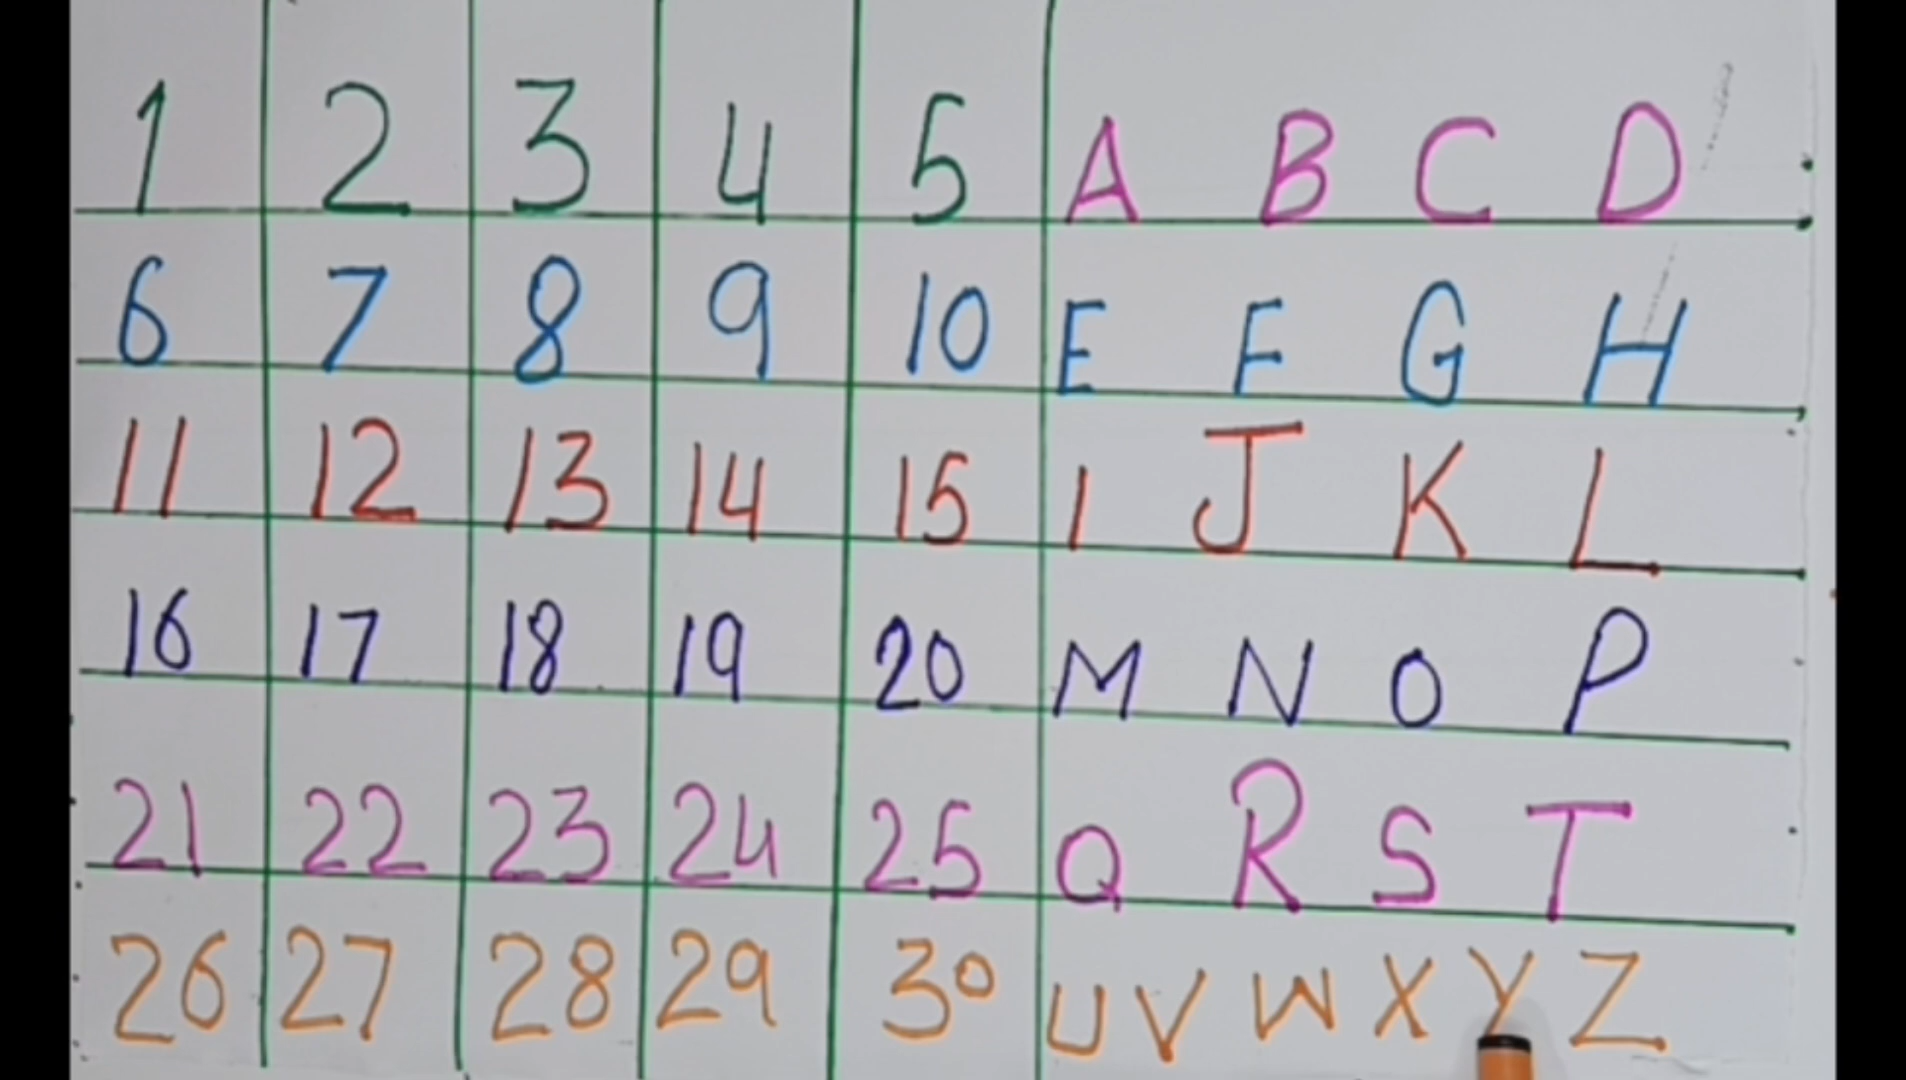 1 2 3 4 5 A B C D
6 7 8 9 10 E F G H
11 12 13 14 15 I J K L
16 17 18 19 20 M N O P
21 22 23 24 25 Q R S T
26 27 28 29 30 U V W X Y Z